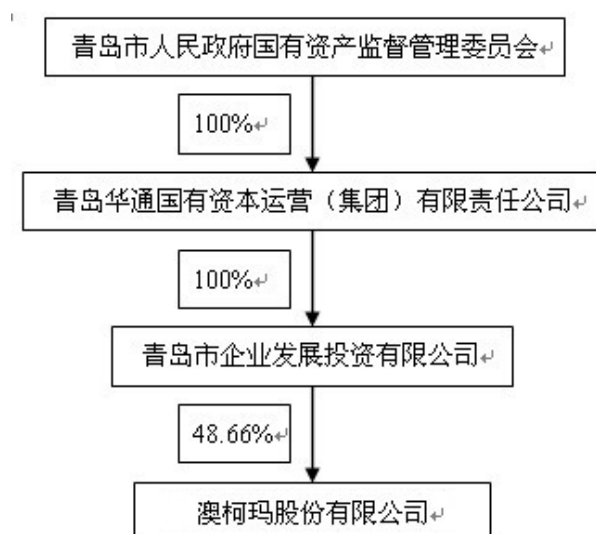 青岛市人民政府国有资产监督管理委员会
100%
青岛华通国有资本运营（集团）有限责任公司
100%
青岛市企业发展投资有限公司
48.66%
澳柯玛股份有限公司